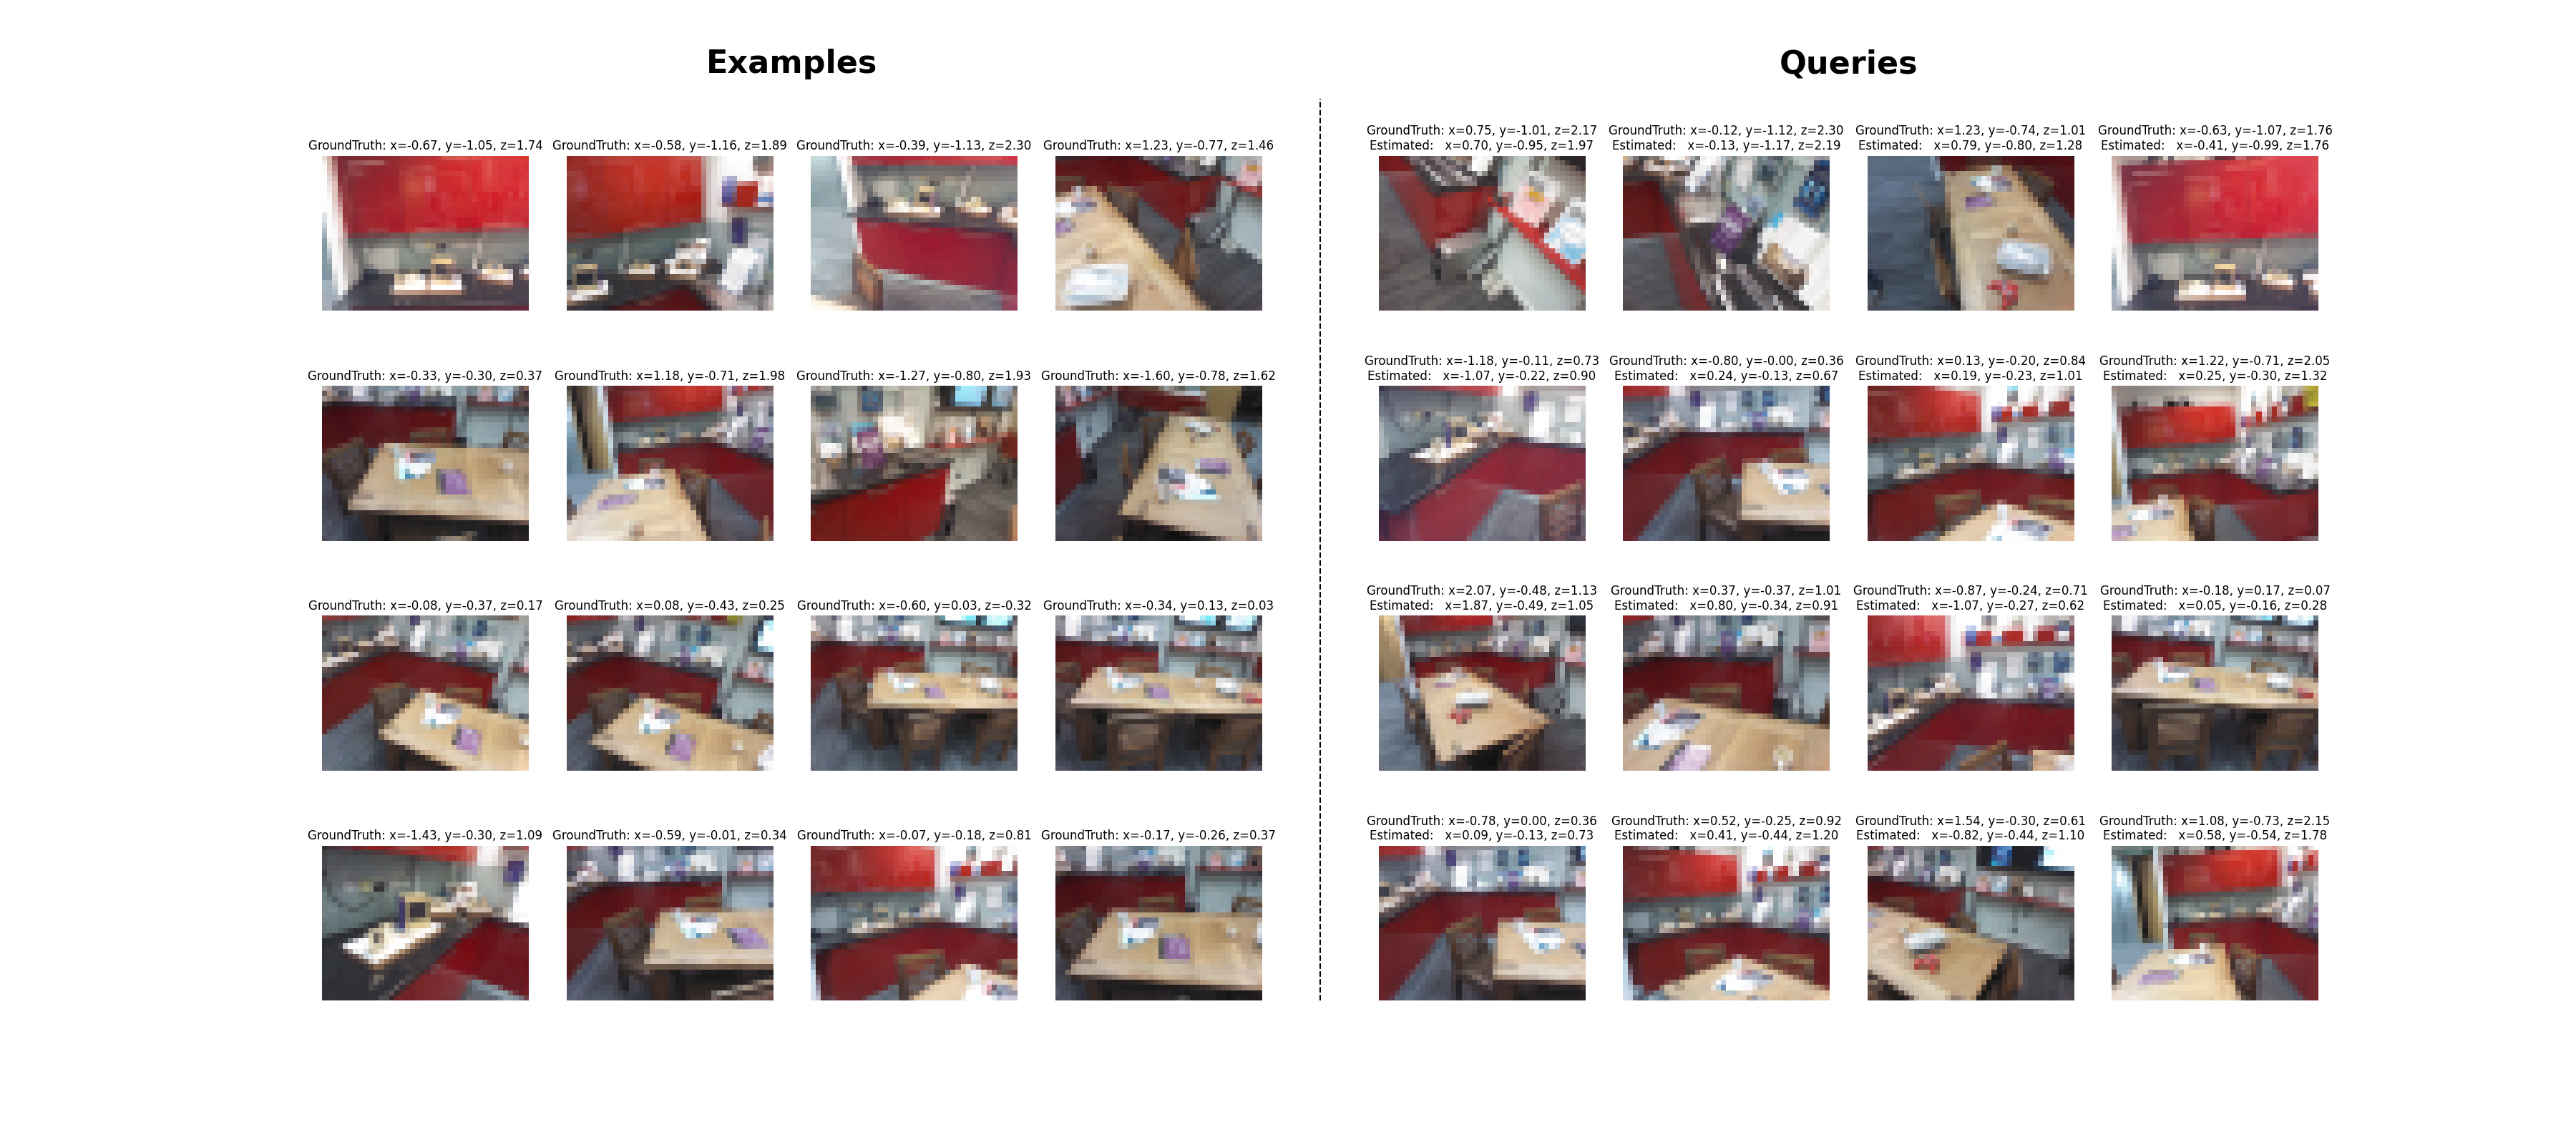 Examples
Queries
GroundTruth: x=-0.67, y=-1.05, z=1.74
GroundTruth: x=-0.58, y=-1.16, z=1.89
GroundTruth: x=-0.39, y=-1.13, z=2.30
GroundTruth: x=1.23, y=-0.77, z=1.46
GroundTruth: x=-0.33, y=-0.30, z=0.37
GroundTruth: x=1.18, y=-0.71, z=1.98
GroundTruth: x=-1.27, y=-0.80, z=1.93
GroundTruth: x=-1.60, y=-0.78, z=1.62
GroundTruth: x=-0.08, y=-0.37, z=0.17
GroundTruth: x=0.08, y=-0.43, z=0.25
GroundTruth: x=-0.60, y=0.03, z=-0.32
GroundTruth: x=-0.34, y=0.13, z=0.03
GroundTruth: x=-1.43, y=-0.30, z=1.09
GroundTruth: x=-0.59, y=-0.01, z=0.34
GroundTruth: x=-0.07, y=-0.18, z=0.81
GroundTruth: x=-0.17, y=-0.26, z=0.37
GroundTruth: x=0.75, y=-1.01, z=2.17
Estimated: x=0.70, y=-0.95, z=1.97
GroundTruth: x=-0.12, y=-1.12, z=2.30
Estimated: x=-0.13, y=-1.17, z=2.19
GroundTruth: x=1.23, y=-0.74, z=1.01
Estimated: x=0.79, y=-0.80, z=1.28
GroundTruth: x=-0.63, y=-1.07, z=1.76
Estimated: x=-0.41, y=-0.99, z=1.76
GroundTruth: x=-1.18, y=-0.11, z=0.73
Estimated: x=-1.07, y=-0.22, z=0.90
GroundTruth: x=-0.80, y=-0.00, z=0.36
Estimated: x=0.24, y=-0.13, z=0.67
GroundTruth: x=0.13, y=-0.20, z=0.84
Estimated: x=0.19, y=-0.23, z=1.01
GroundTruth: x=1.22, y=-0.71, z=2.05
Estimated: x=0.25, y=-0.30, z=1.32
GroundTruth: x=2.07, y=-0.48, z=1.13
Estimated: x=1.87, y=-0.49, z=1.05
GroundTruth: x=0.37, y=-0.37, z=1.01
Estimated: x=0.80, y=-0.34, z=0.91
GroundTruth: x=-0.87, y=-0.24, z=0.71
Estimated: x=-1.07, y=-0.27, z=0.62
GroundTruth: x=-0.18, y=0.17, z=0.07
Estimated: x=0.05, y=-0.16, z=0.28
GroundTruth: x=-0.78, y=0.00, z=0.36
Estimated: x=0.09, y=-0.13, z=0.73
GroundTruth: x=0.52, y=-0.25, z=0.92
Estimated: x=0.41, y=-0.44, z=1.20
GroundTruth: x=1.54, y=-0.30, z=0.61
Estimated: x=-0.82, y=-0.44, z=1.10
GroundTruth: x=1.08, y=-0.73, z=2.15
Estimated: x=0.58, y=-0.54, z=1.78